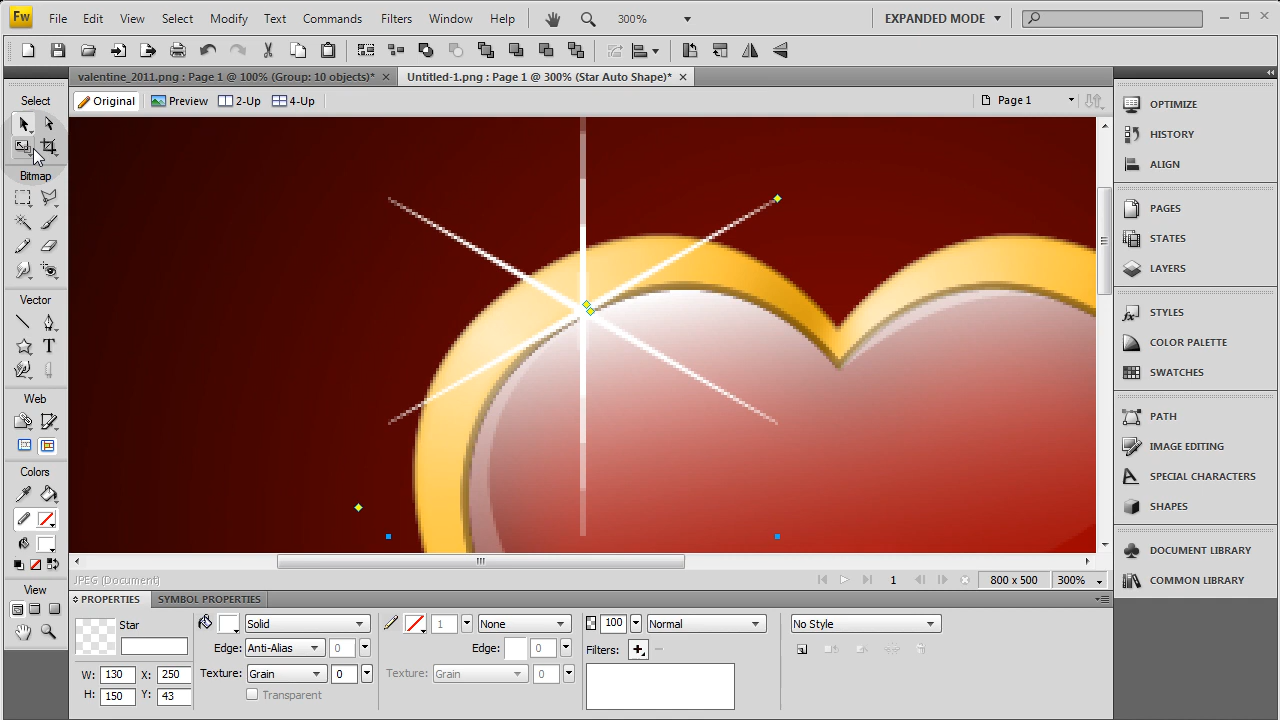 Fw File Edit View Select Modify Text Commands Filters Window Help 300% EXPANDED MODE
valentine_2011.png : Page 1 @ 100% (Group: 10 objects)* Untitled-1.png : Page 1 @ 300% (Star Auto Shape)*
Original Preview 2-Up 4-Up Page 1
Select
Bitmap
Vector
T
Web
Colors
View
OPTIMIZE
HISTORY
ALIGN
PAGES
STATES
LAYERS
STYLES
COLOR PALETTE
SWATCHES
PATH
IMAGE EDITING
SPECIAL CHARACTERS
SHAPES
DOCUMENT LIBRARY
COMMON LIBRARY
JPEG (Document) 1 800 x 500 300%
PROPERTIES SYMBOL PROPERTIES
Star Solid 1 None 100 Normal No Style
Edge: Anti-Alias 0 Edge: 0 Filters:
W: 130 X: 250 Texture: Grain 0 Texture: Grain 0
H: 150 Y: 43 Transparent